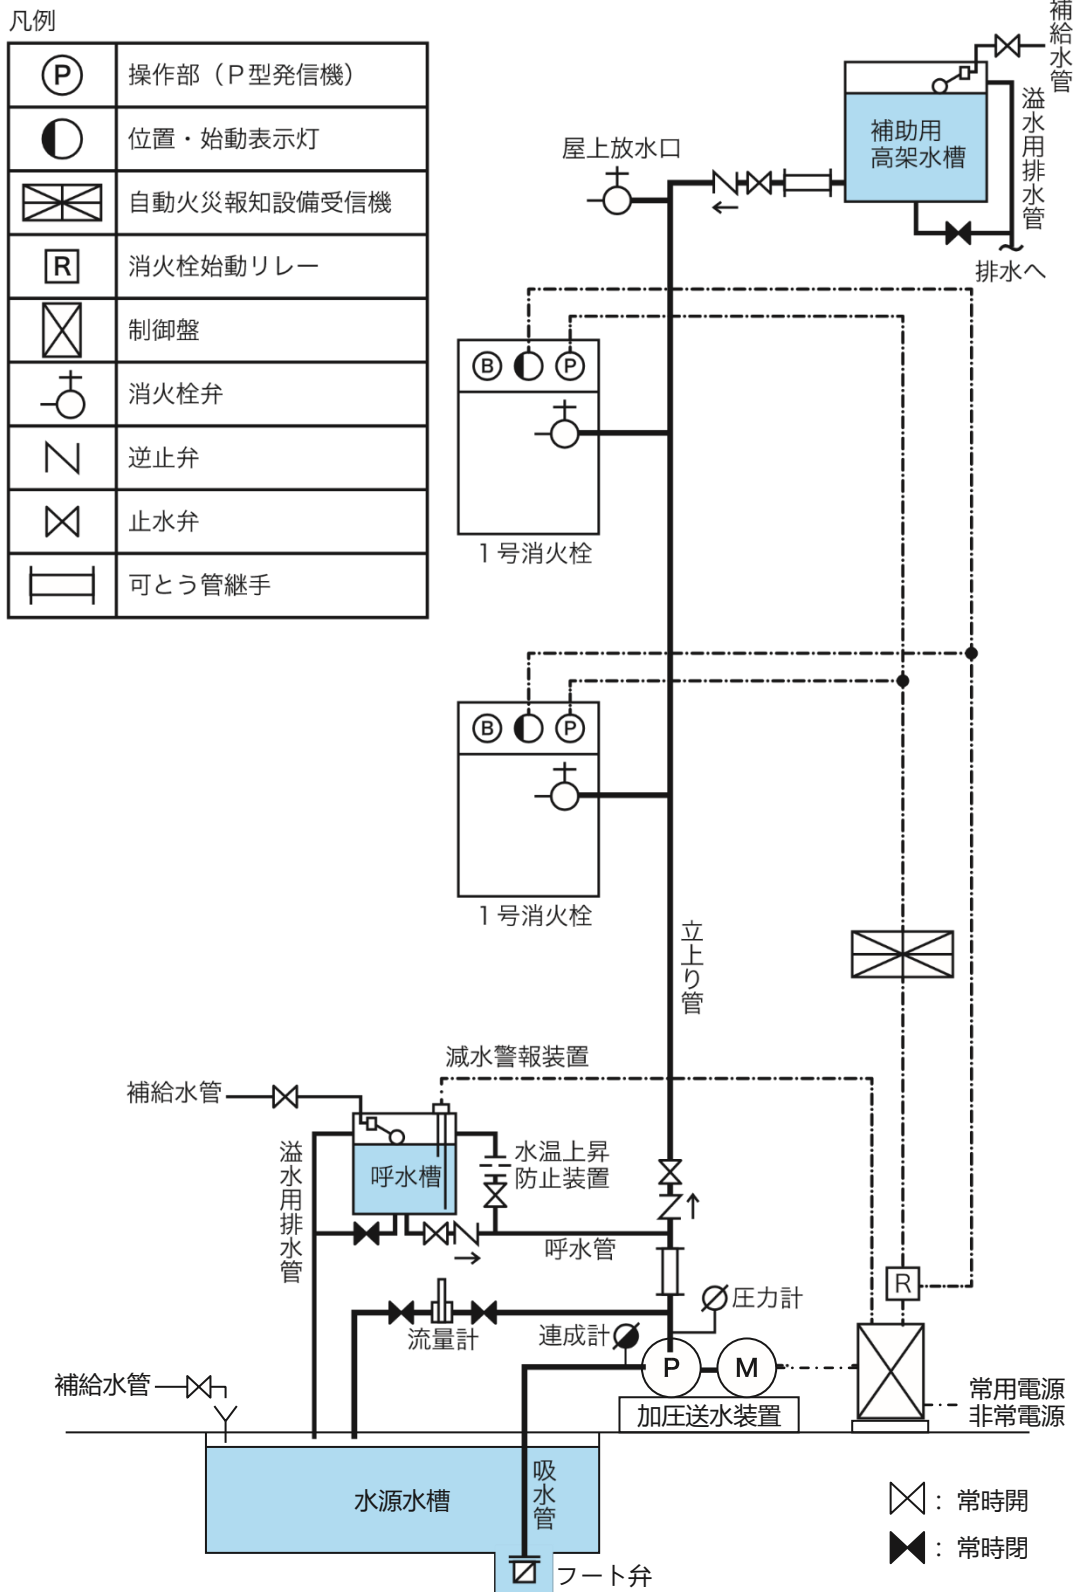 凡例
P
操作部（P型発信機）
位置・始動表示灯
自動火災報知設備受信機
R
消火栓始動リレー
制御盤
消火栓弁
逆止弁
止水弁
可とう管継手
補給水管
溢水用排水管
補助用
高架水槽
排水へ
屋上放水口
B
P
1号消火栓
B
P
1号消火栓
立上り管
減水警報装置
補給水管
呼水槽
水温上昇
防止装置
溢水用排水管
呼水管
流量計
圧力計
連成計
P
M
加圧送水装置
R
常用電源
非常電源
補給水管
水源水槽
吸水管
フート弁
：常時開
：常時閉